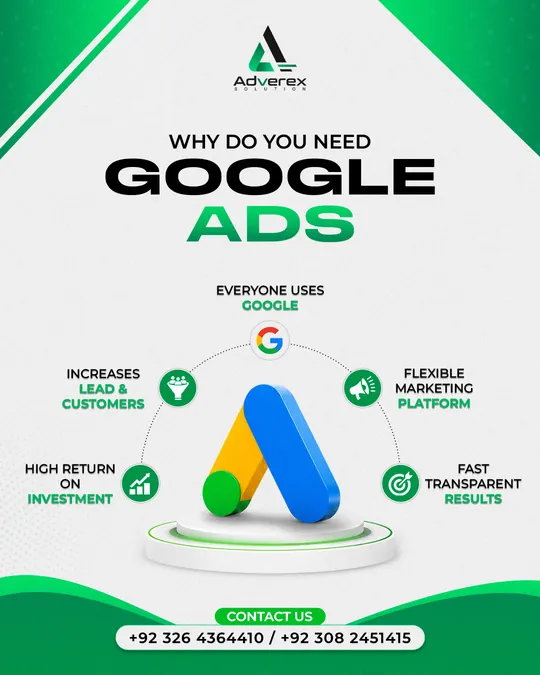 Adverex
SOLUTION
WHY DO YOU NEED
GOOGLE
ADS
EVERYONE USES
GOOGLE
INCREASES
LEAD &
CUSTOMERS
FLEXIBLE
MARKETING
PLATFORM
HIGH RETURN
ON
INVESTMENT
FAST
TRANSPARENT
RESULTS
CONTACT US
+92 326 4364410 / +92 308 2451415